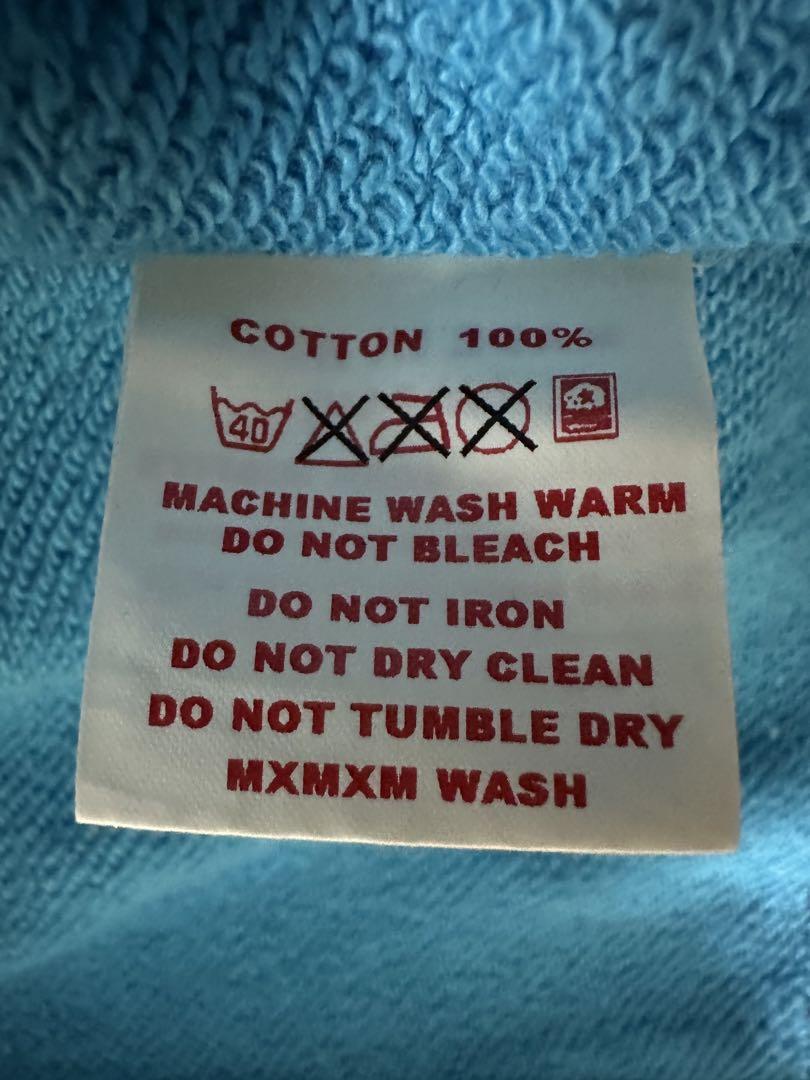 COTTON 100%
40
MACHINE WASH WARM
DO NOT BLEACH
DO NOT IRON
DO NOT DRY CLEAN
DO NOT TUMBLE DRY
MXMXM WASH